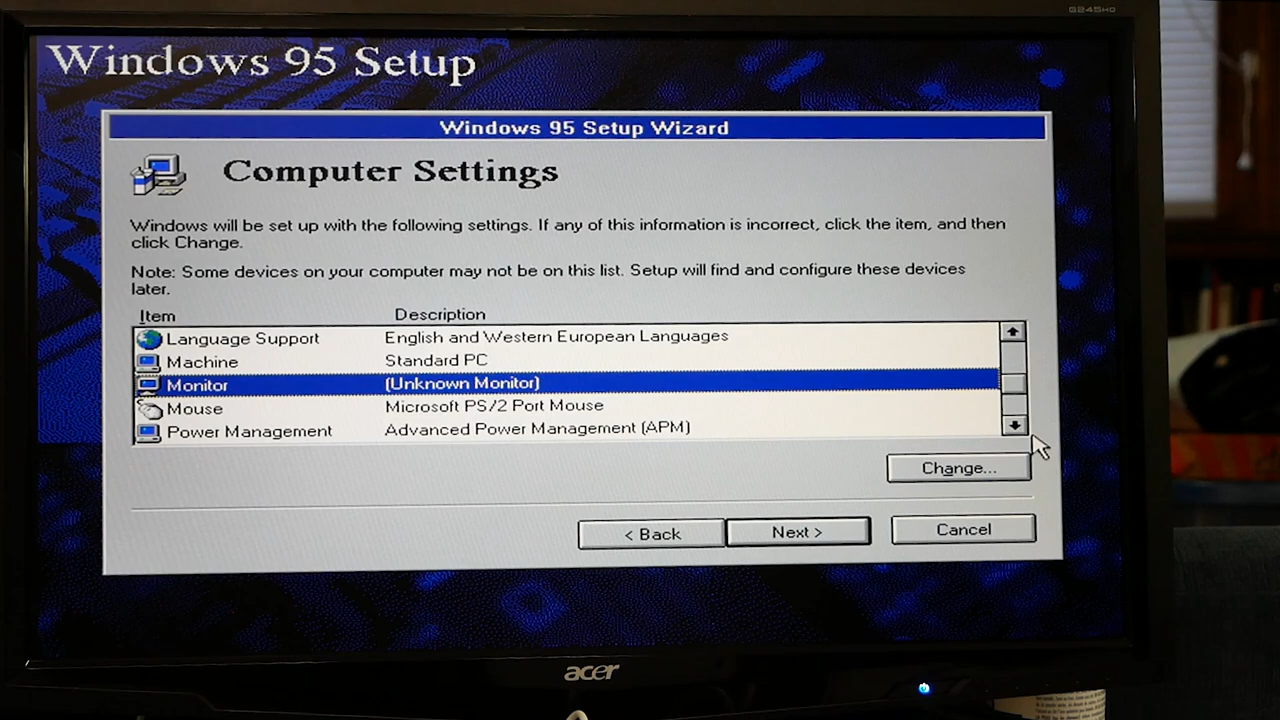 G245HD
Windows 95 Setup
Windows 95 Setup Wizard
Computer Settings
Windows will be set up with the following settings. If any of this information is incorrect, click the item, and then
click Change.
Note: Some devices on your computer may not be on this list. Setup will find and configure these devices
later.
Item Description
Language Support English and Western European Languages
Machine Standard PC
Monitor (Unknown Monitor)
Mouse Microsoft PS/2 Port Mouse
Power Management Advanced Power Management (APM)
Change...
< Back Next > Cancel
acer